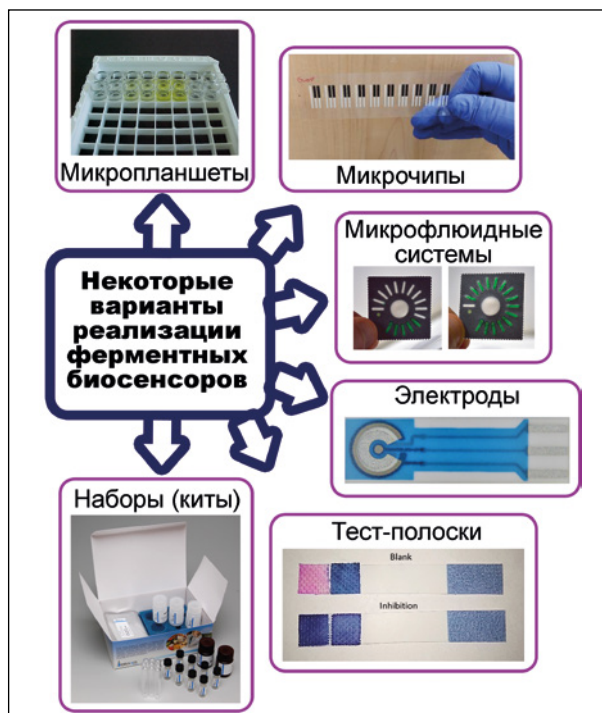 Микропланшеты
Микрочипы
Некоторые
варианты
реализации
ферментных
биосенсоров
Микрофлюидные
системы
Электроды
Наборы (киты)
Тест-полоски
Blank
Inhibition